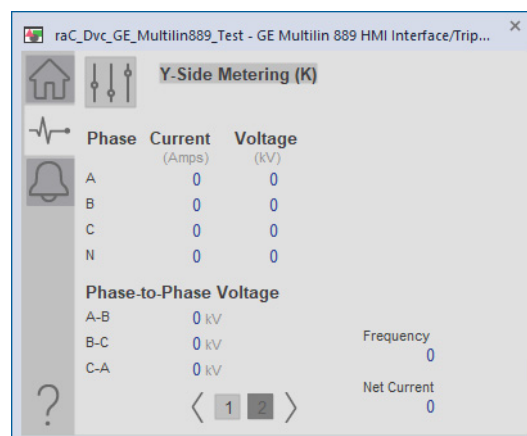 raC_Dvc_GE_Multilin889_Test - GE Multilin 889 HMI Interface/Trip...
Y-Side Metering (K)
Phase Current Voltage
(Amps) (kV)
A 0 0
B 0 0
C 0 0
N 0 0
Phase-to-Phase Voltage
A-B 0 kV
B-C 0 kV
C-A 0 kV
Frequency
0
Net Current
0
1 2
?